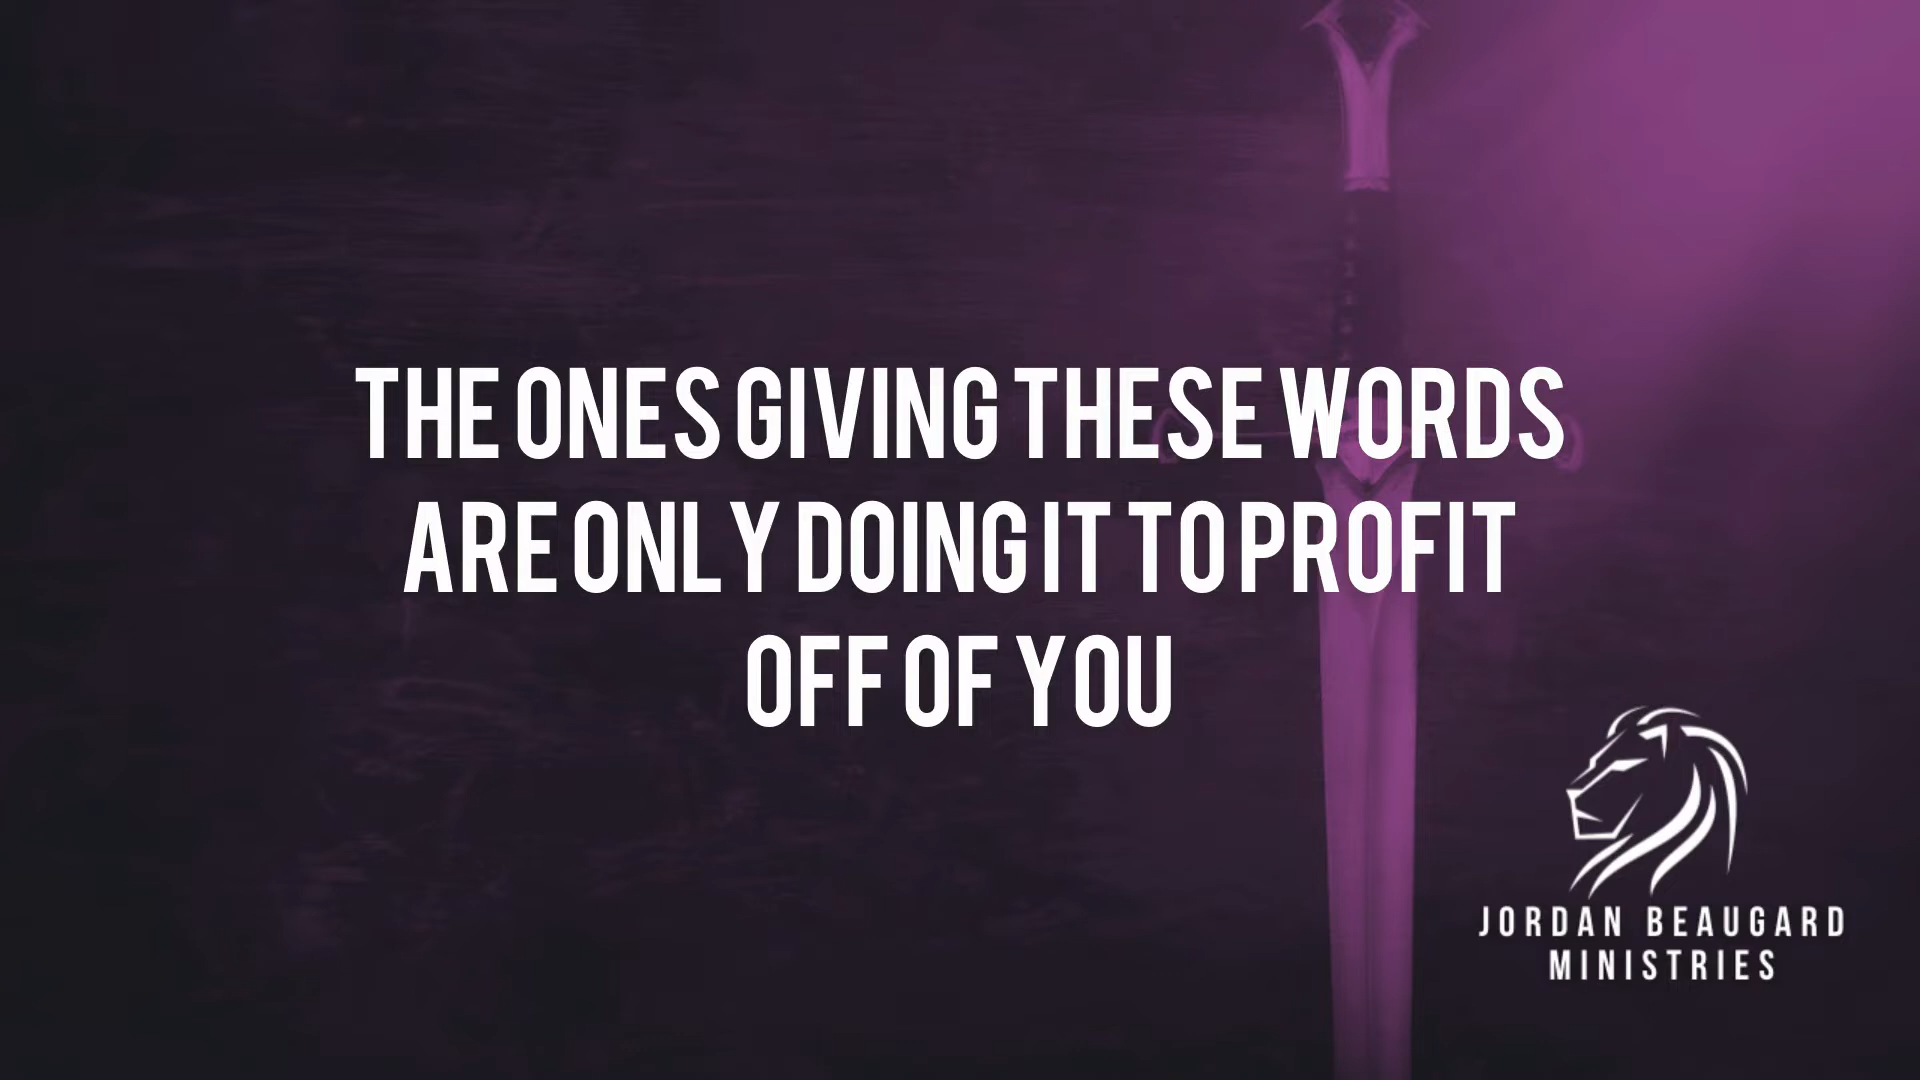 THE ONES GIVING THESE WORDS
ARE ONLY DOING IT TO PROFIT
OFF OF YOU
JORDAN BEAUGARD
MINISTRIES